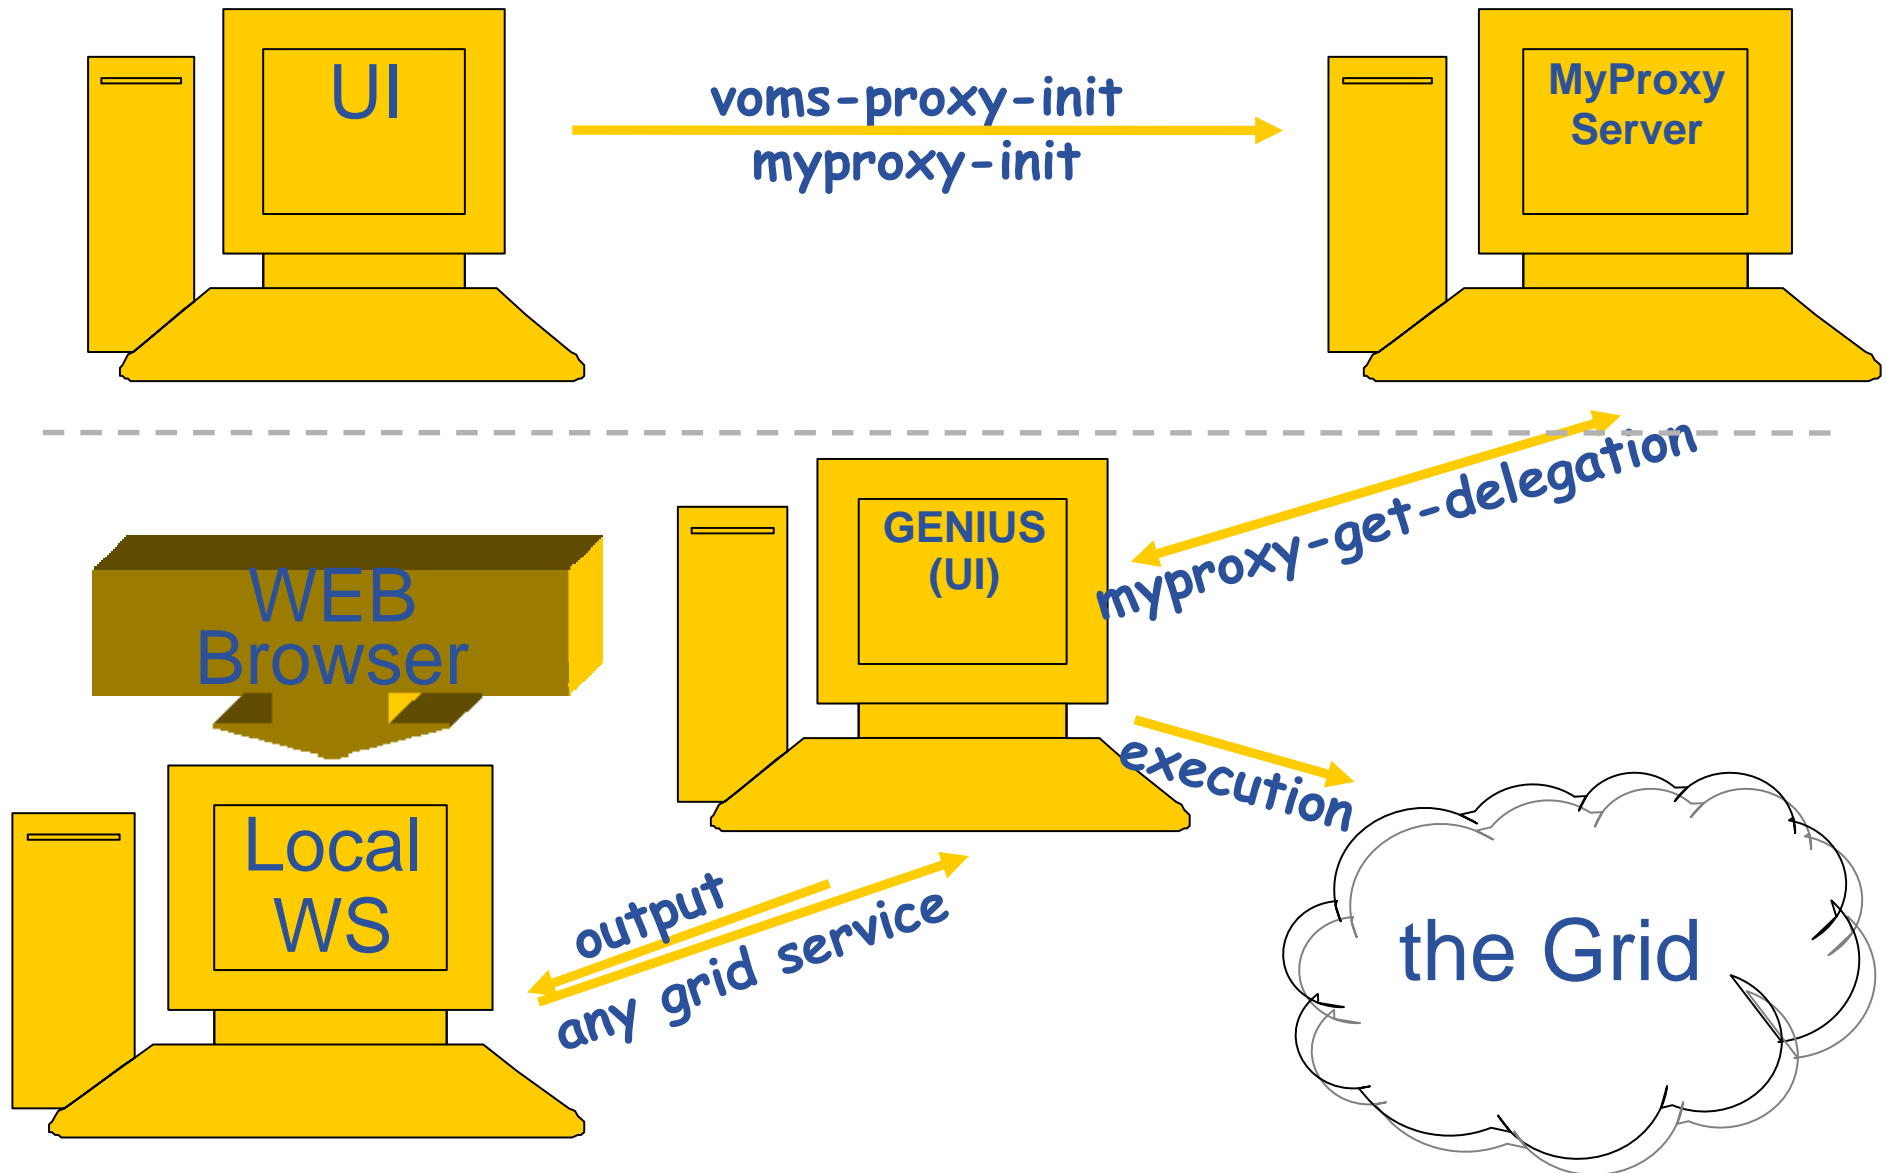 UI
voms-proxy-init
myproxy-init
MyProxy
Server
myproxy-get-delegation
GENIUS
(UI)
WEB
Browser
execution
Local
WS
output
any grid service
the Grid